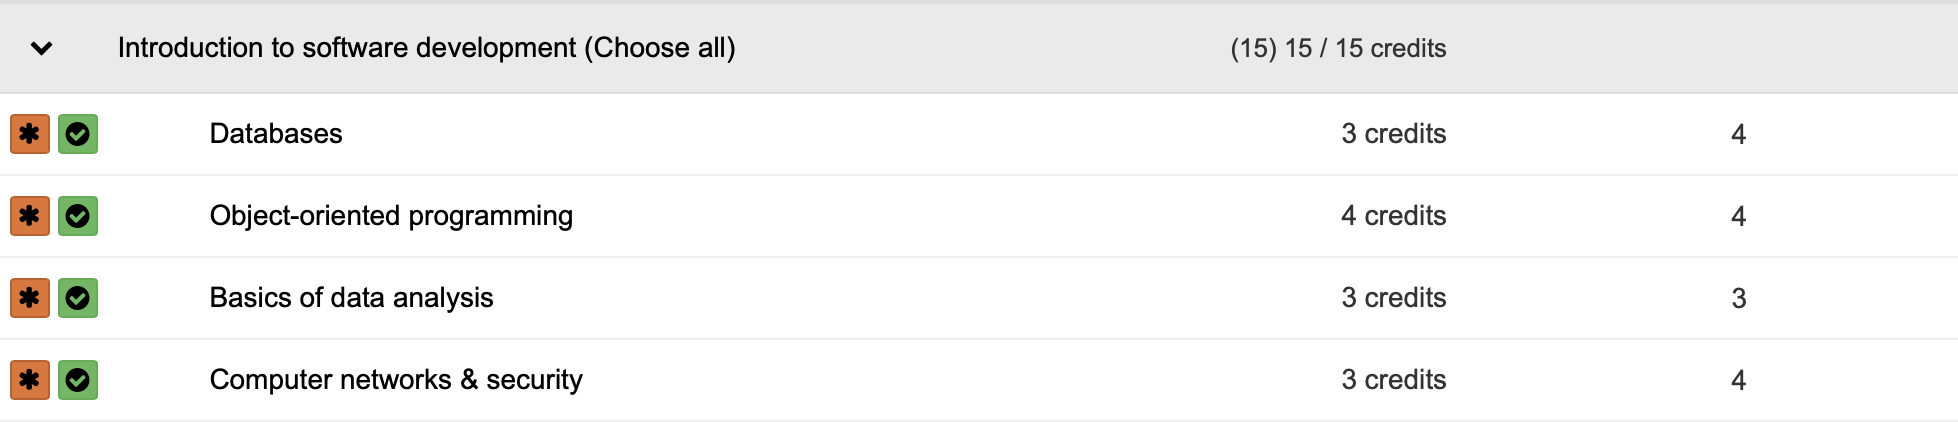 Introduction to software development (Choose all) (15) 15 / 15 credits
Databases 3 credits 4
Object-oriented programming 4 credits 4
Basics of data analysis 3 credits 3
Computer networks & security 3 credits 4